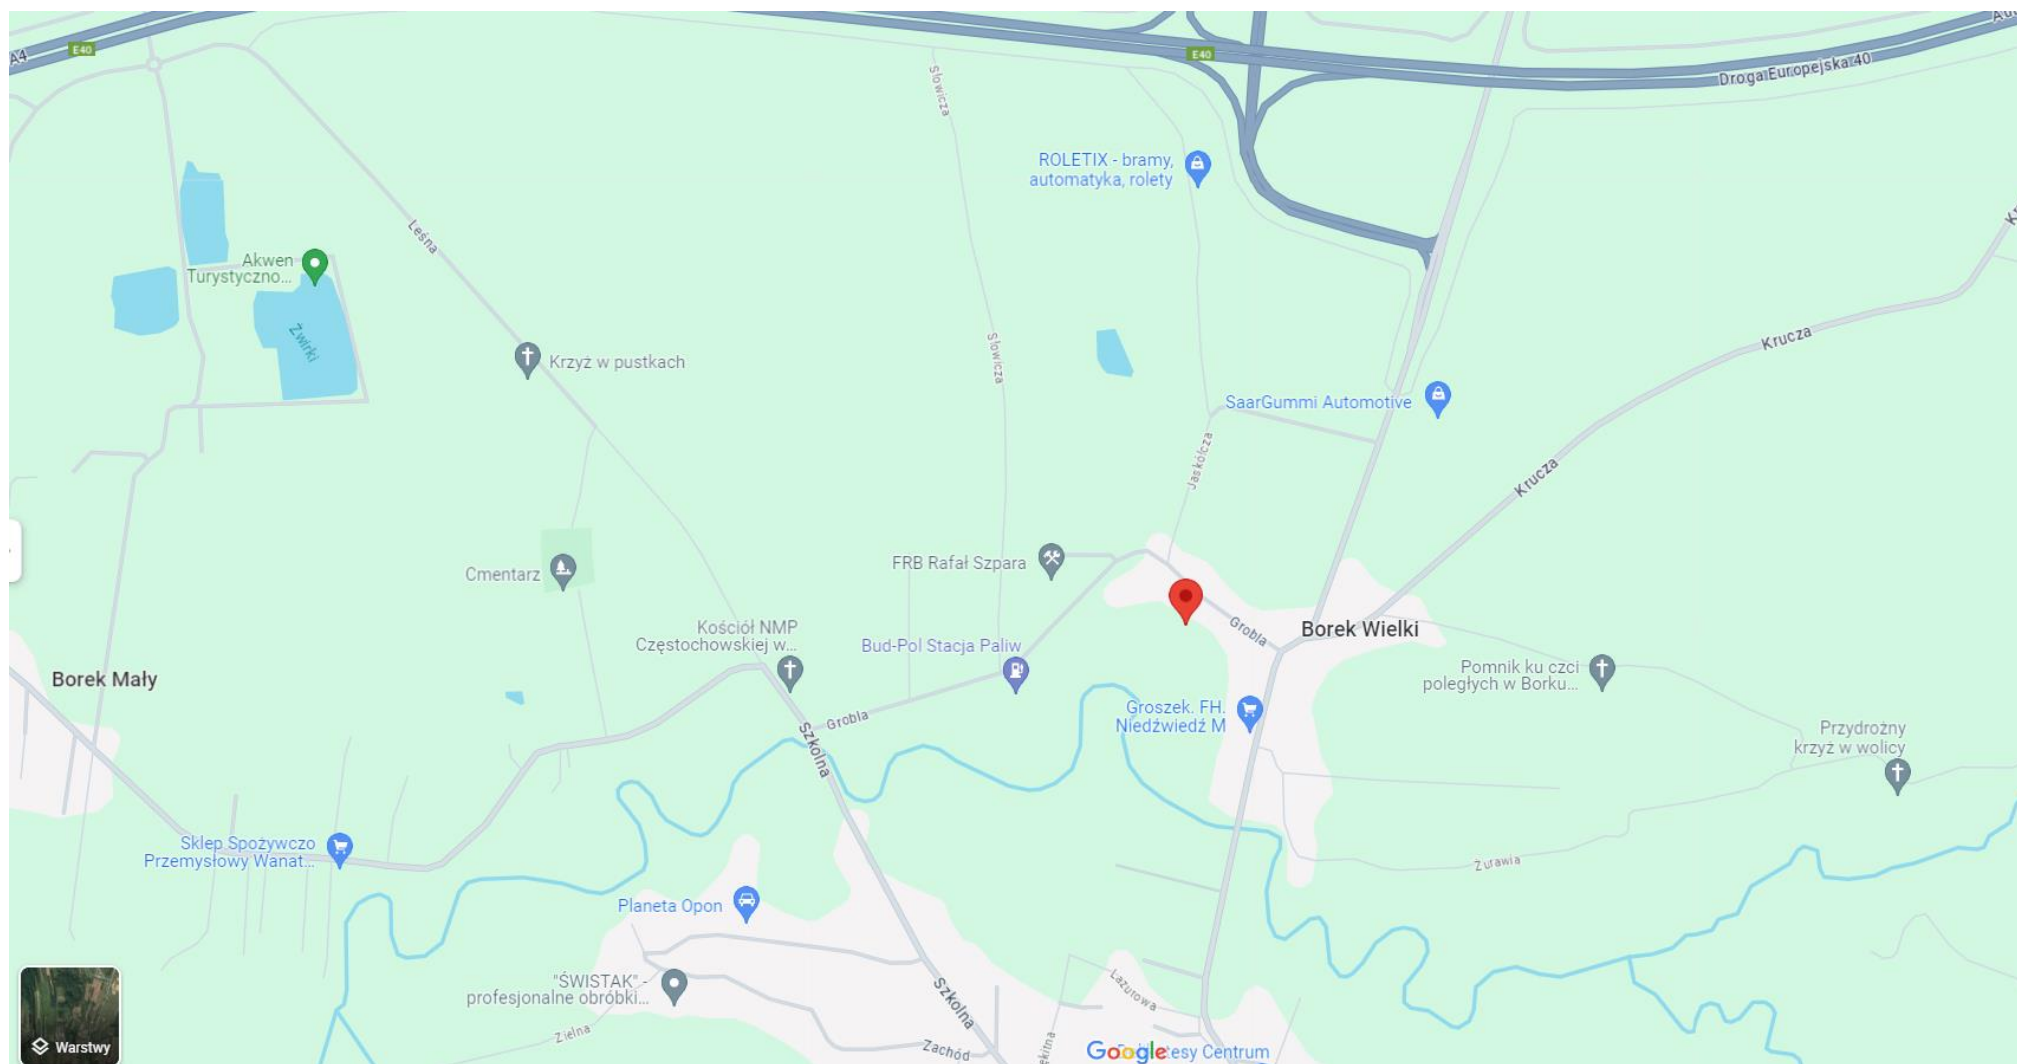 A4
E40
E40
Droga Europejska 40
Słowicza
ROLETIX - bramy,
automatyka, rolety
Leśna
Akwen
Turystyczno...
Żwirki
Krzyż w pustkach
Słowicza
Krucza
SaarGummi Automotive
Jaskółcza
Krucza
Cmentarz
FRB Rafał Szpara
Kościół NMP
Częstochowskiej w...
Bud-Pol Stacja Paliw
Grobla
Borek Wielki
Borek Mały
Pomnik ku czci
poległych w Borku...
Grobla
Szkolna
Groszek. FH.
Niedźwiedź M
Przydrożny
krzyż w wolicy
Sklep Spożywczo
Przemysłowy Wanat...
Żurawia
Planeta Opon
"ŚWISTAK" -
profesjonalne obróbki...
Szkolna
Lazurowa
Zielna
Zachód
Warstwy
Google
Centrum